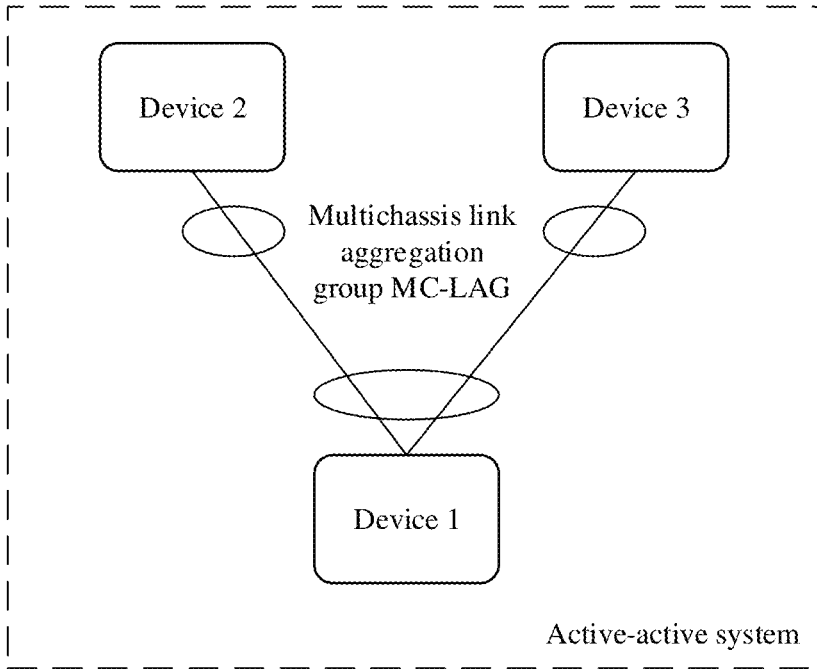 Device 2
Device 3
Multichassis link
aggregation
group MC-LAG
Device 1
Active-active system